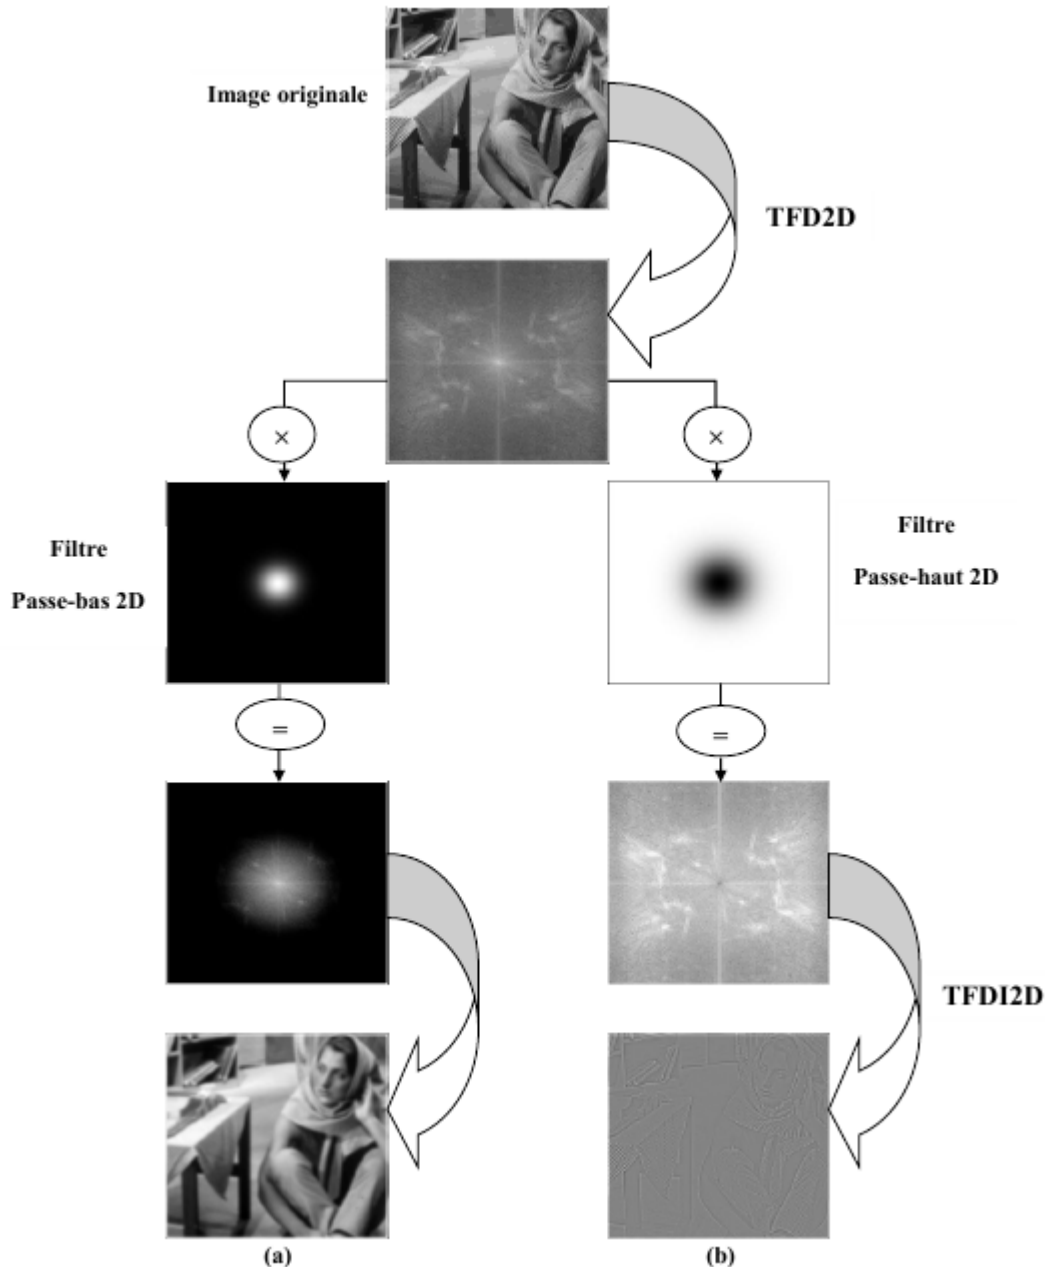 Image originale
TFD2D
×
×
Filtre
Passe-bas 2D
Filtre
Passe-haut 2D
=
=
TFDI2D
(a)
(b)